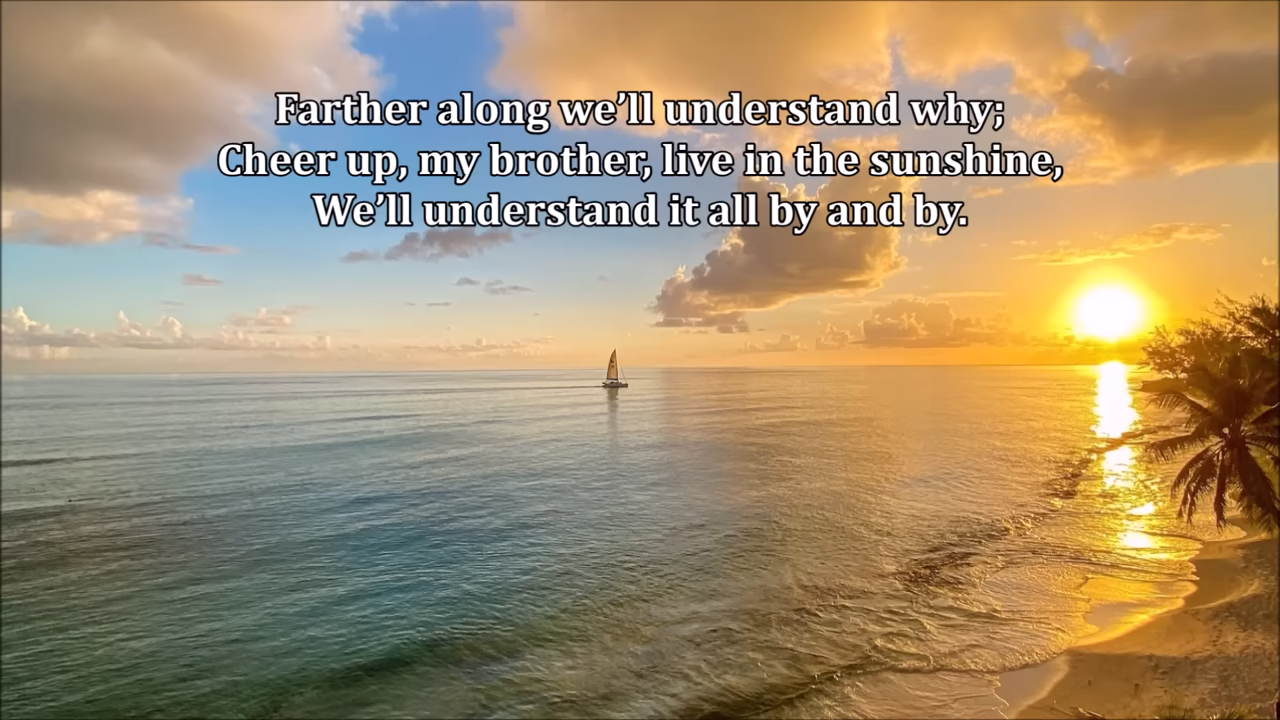 Farther along we’ll understand why;
Cheer up, my brother, live in the sunshine,
We’ll understand it all by and by.